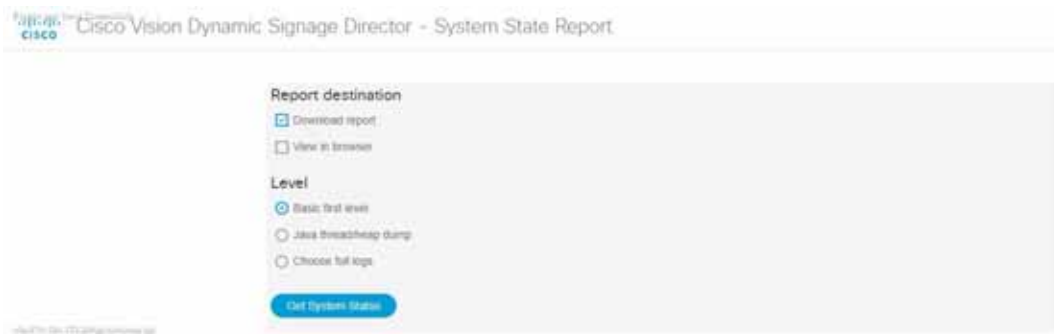 cisco Cisco Vision Dynamic Signage Director - System State Report
Report destination
Download report
View in browser
Level
Basic first level
Java thread/heap dump
Choose full logs
Get System Status